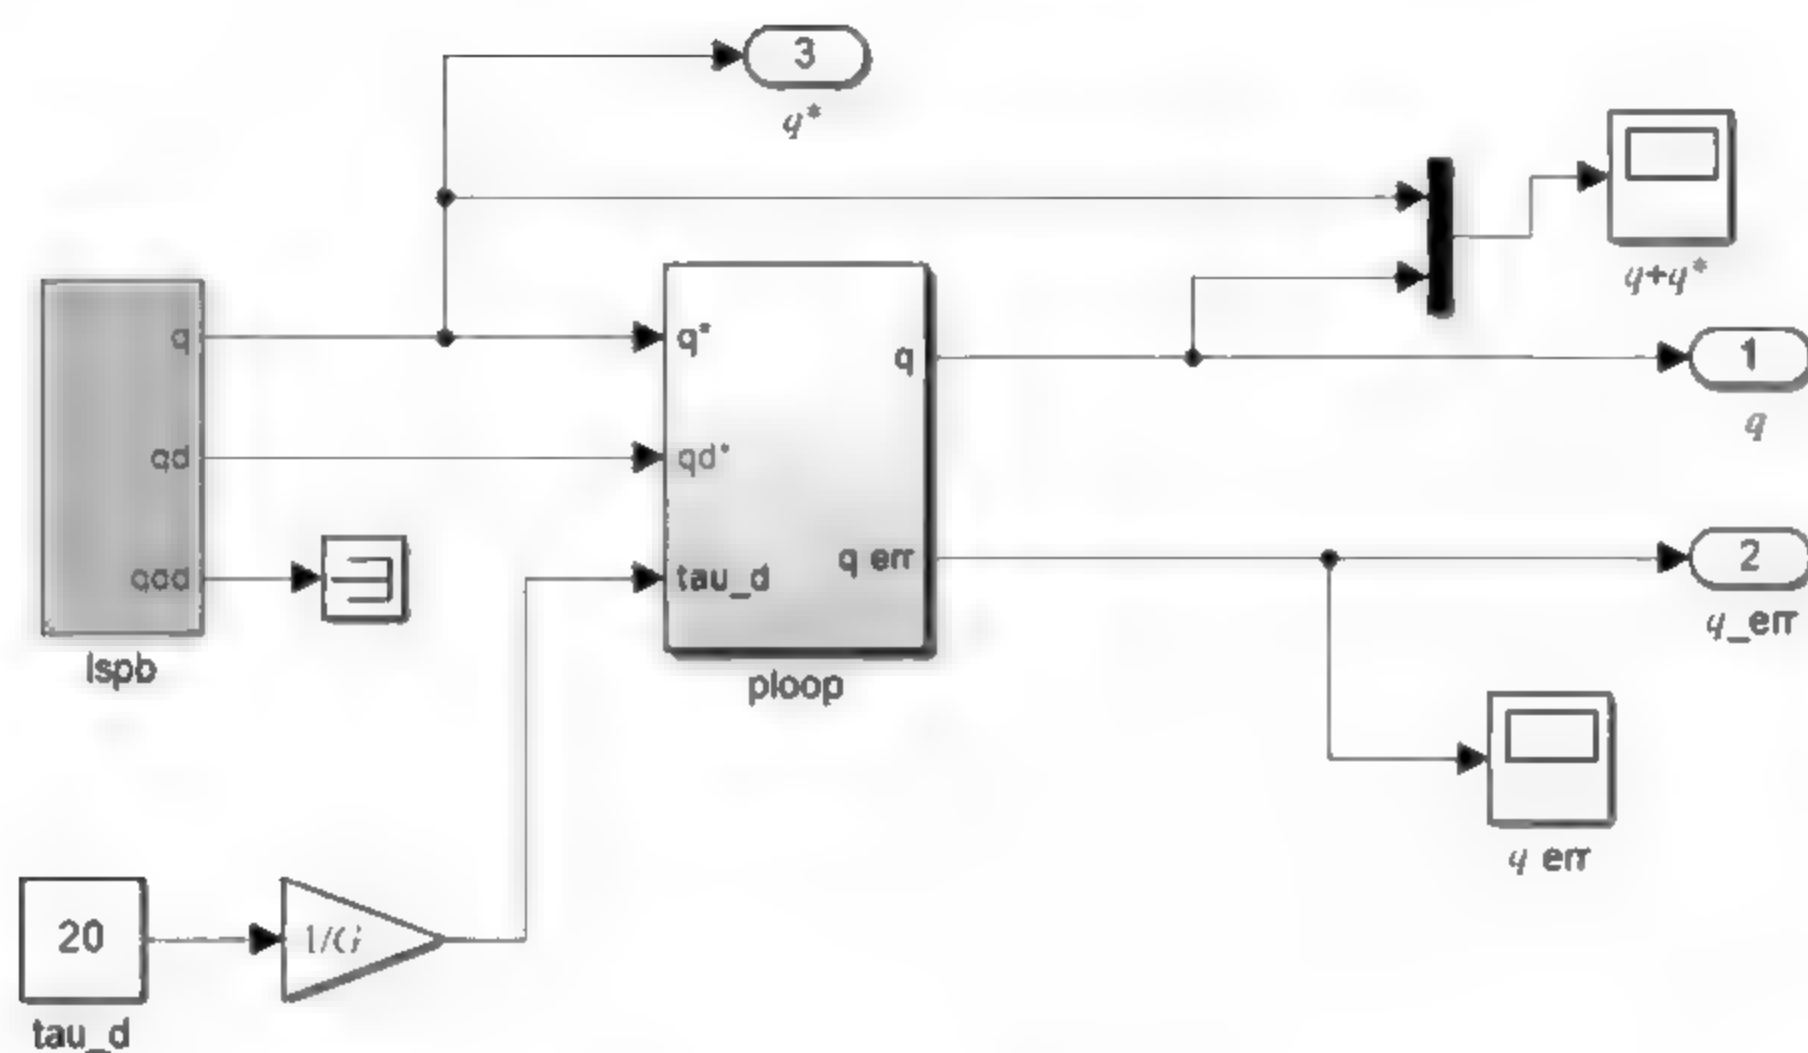 3
q*
q+q*
q
qd
qdd
lspb
q*
qd*
tau_d
q
q err
ploop
1
q
2
q_err
q err
20
tau_d
1/G